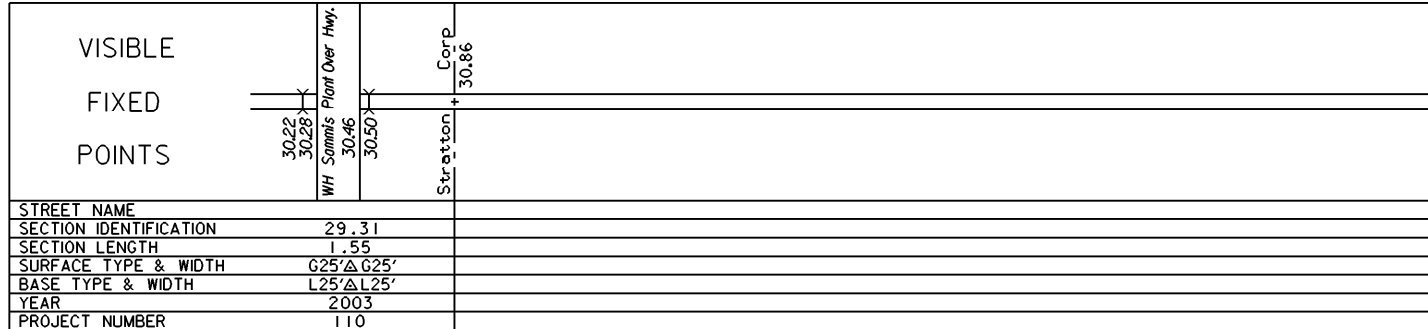 VISIBLE
FIXED
POINTS
30.22
30.28
WH Sammis Plant Over Hwy.
30.46
30.50
Stratton Corp
30.86
STREET NAME
SECTION IDENTIFICATION 29.31
SECTION LENGTH 1.55
SURFACE TYPE & WIDTH G25'△G25'
BASE TYPE & WIDTH L25'△L25'
YEAR 2003
PROJECT NUMBER 110